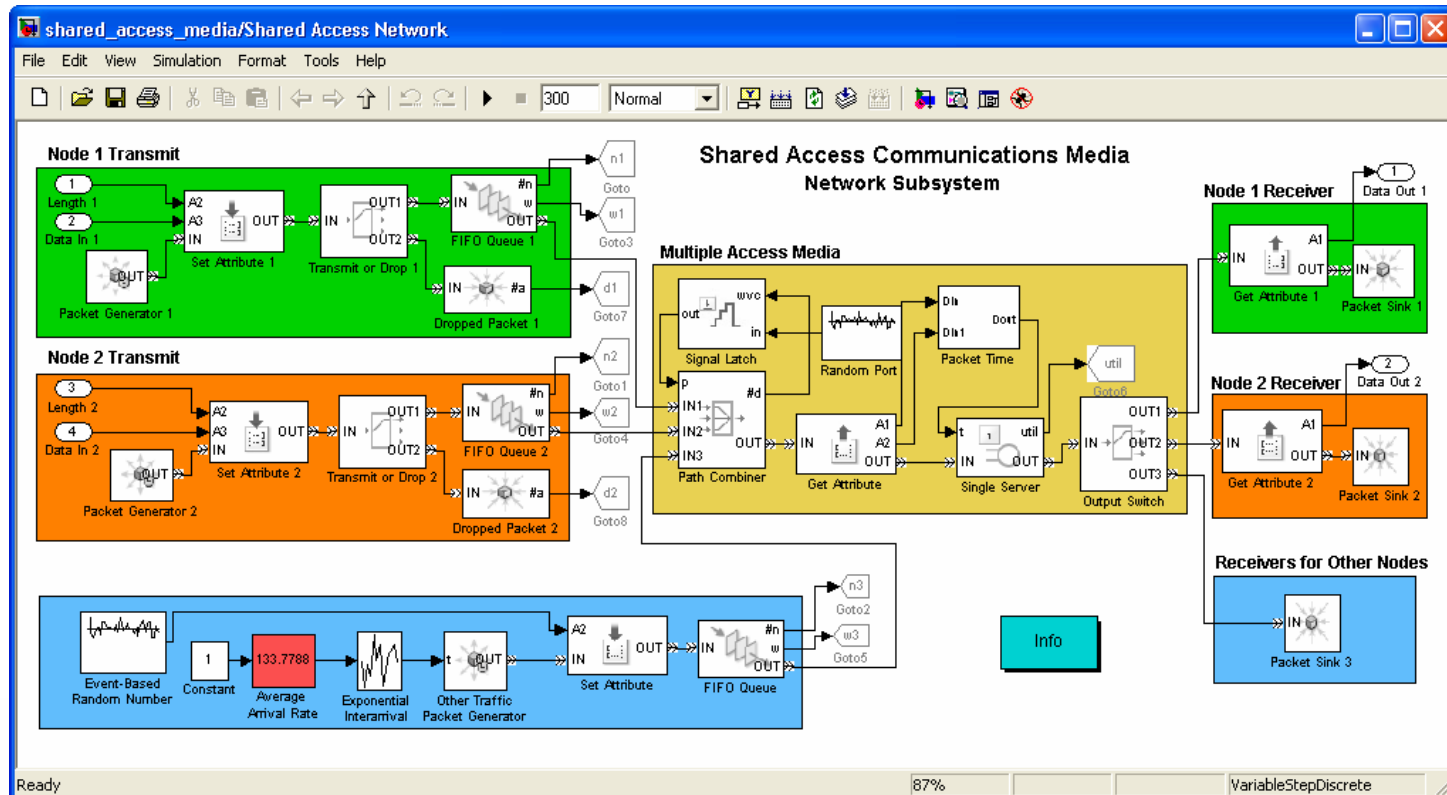 shared_access_media/Shared Access Network
File Edit View Simulation Format Tools Help
300 Normal
Shared Access Communications Media
Network Subsystem
Node 1 Transmit
1
Length 1
2
Data In 1
OUT
Packet Generator 1
A2
A3
IN
OUT
Set Attribute 1
IN
OUT1
OUT2
Transmit or Drop 1
IN
#n
w
OUT
FIFO Queue 1
IN
#a
Dropped Packet 1
n1
Goto
w1
Goto3
d1
Goto7
Node 2 Transmit
3
Length 2
4
Data In 2
OUT
Packet Generator 2
A2
A3
IN
OUT
Set Attribute 2
IN
OUT1
OUT2
Transmit or Drop 2
IN
#n
w
OUT
FIFO Queue 2
IN
#a
Dropped Packet 2
n2
Goto1
w2
Goto4
d2
Goto8
Multiple Access Media
wvc
out
in
Signal Latch
Random Port
DIn
DIn1
Dout
Packet Time
p
IN1
IN2
IN3
#d
OUT
Path Combiner
IN
A1
A2
OUT
Get Attribute
t
1
util
IN
OUT
Single Server
util
Goto6
IN
OUT1
OUT2
OUT3
Output Switch
Node 1 Receiver
1
Data Out 1
IN
A1
OUT
Get Attribute 1
IN
Packet Sink 1
Node 2 Receiver
2
Data Out 2
IN
A1
OUT
Get Attribute 2
IN
Packet Sink 2
Receivers for Other Nodes
IN
Packet Sink 3
Event-Based
Random Number
1
Constant
133.7788
Average
Arrival Rate
Exponential
Interarrival
t
OUT
Other Traffic
Packet Generator
A2
IN
OUT
Set Attribute
IN
#n
w
OUT
FIFO Queue
n3
Goto2
w3
Goto5
Info
Ready 87% VariableStepDiscrete